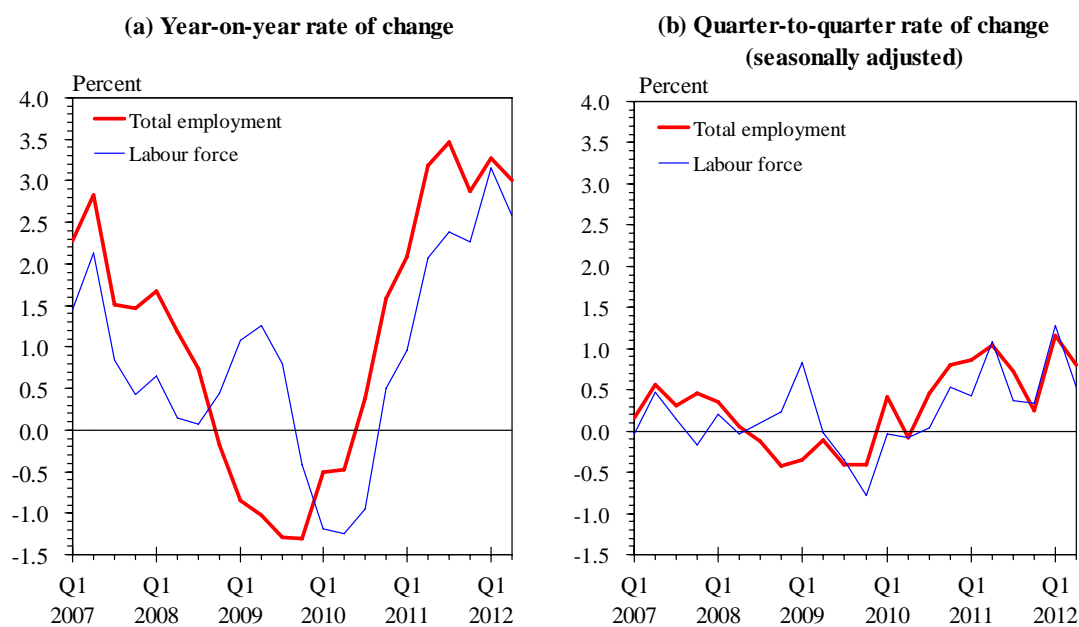 (a) Year-on-year rate of change
Percent
4.0
3.5
3.0
2.5
2.0
1.5
1.0
0.5
0.0
-0.5
-1.0
-1.5
Total employment
Labour force
Q1 Q1 Q1 Q1 Q1 Q1
2007 2008 2009 2010 2011 2012
(b) Quarter-to-quarter rate of change
(seasonally adjusted)
Percent
4.0
3.5
3.0
2.5
2.0
1.5
1.0
0.5
0.0
-0.5
-1.0
-1.5
Total employment
Labour force
Q1 Q1 Q1 Q1 Q1 Q1
2007 2008 2009 2010 2011 2012